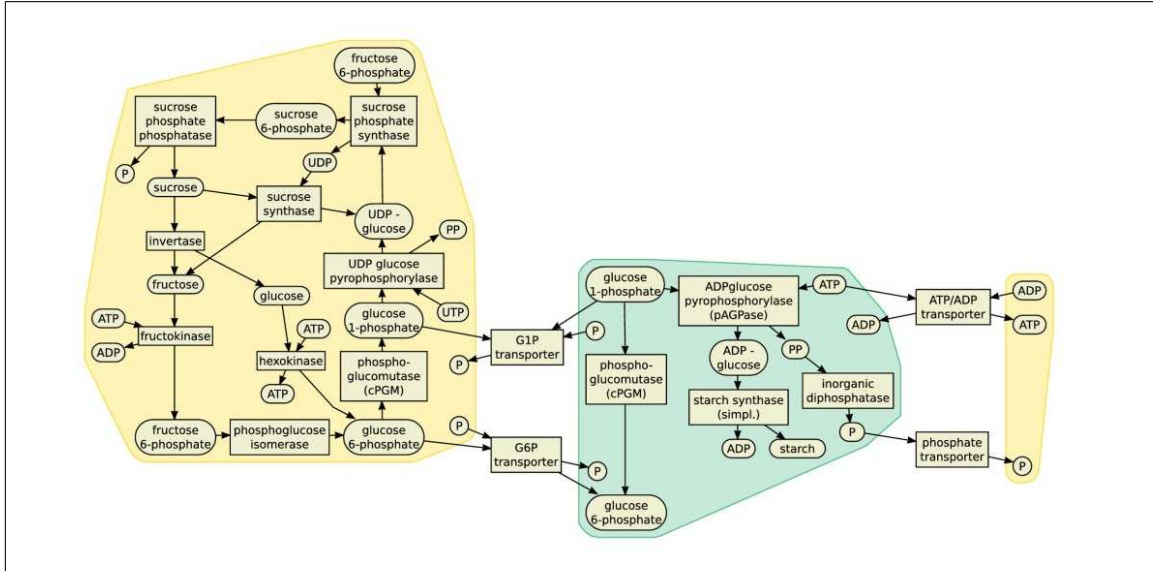 fructose
6-phosphate
sucrose
phosphate
phosphatase
sucrose
6-phosphate
sucrose
phosphate
synthase
P
UDP
sucrose
sucrose
synthase
UDP -
glucose
PP
invertase
UDP glucose
pyrophosphorylase
fructose
glucose
UTP
glucose
1-phosphate
ATP
ADP
fructokinase
ATP
hexokinase
ATP
phospho-
glucomutase
(cPGM)
fructose
6-phosphate
phosphoglucose
isomerase
glucose
6-phosphate
G1P
transporter
P
P
P
G6P
transporter
P
glucose
1-phosphate
ADPglucose
pyrophosphorylase
(pAGPase)
ATP
ADP
phospho-
glucomutase
(cPGM)
ADP -
glucose
PP
starch synthase
(simpl.)
inorganic
diphosphatase
ADP
starch
P
glucose
6-phosphate
ATP/ADP
transporter
ADP
ATP
phosphate
transporter
P